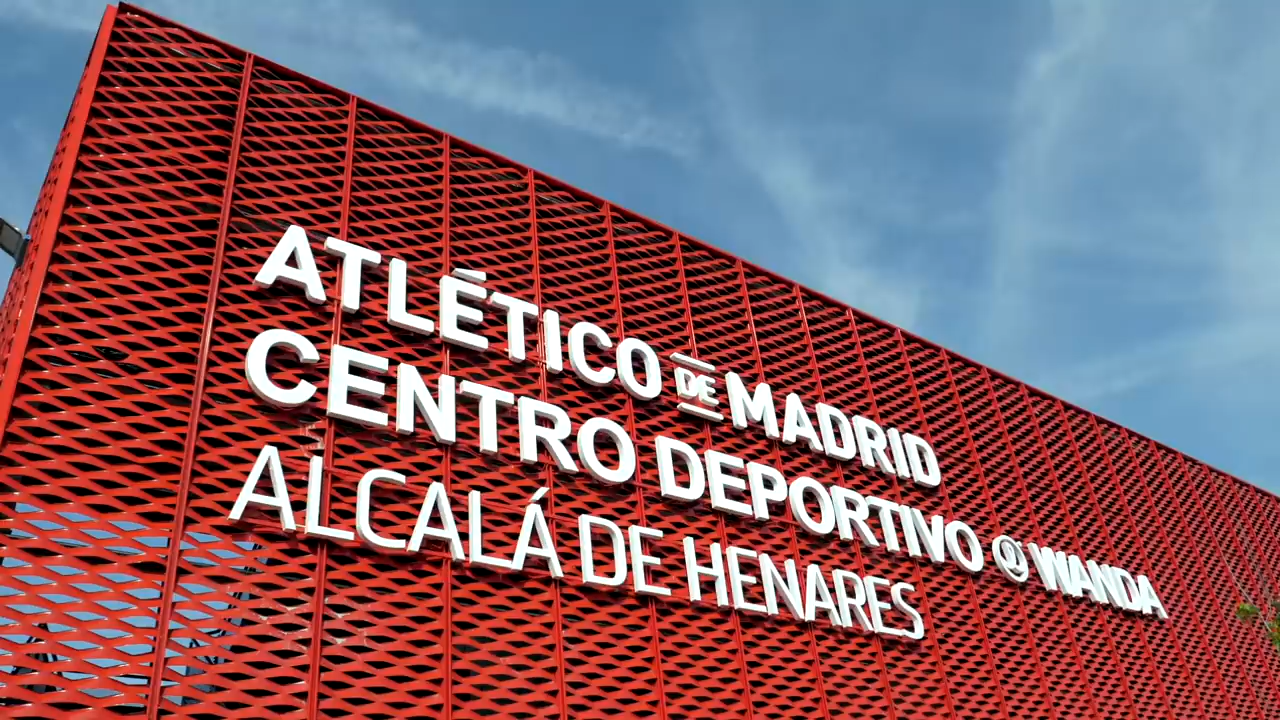 ATLÉTICO DE MADRID
CENTRO DEPORTIVO WANDA
ALCALÁ DE HENARES